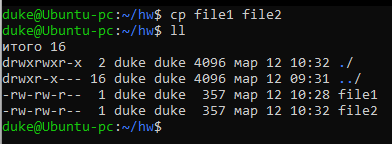 duke@Ubuntu-pc:~/hw$ cp file1 file2
duke@Ubuntu-pc:~/hw$ ll
итого 16
drwxrwxr-x  2 duke duke 4096 мар 12 10:32 ./
drwxr-x--- 16 duke duke 4096 мар 12 09:31 ../
-rw-rw-r--  1 duke duke  357 мар 12 10:28 file1
-rw-rw-r--  1 duke duke  357 мар 12 10:32 file2
duke@Ubuntu-pc:~/hw$